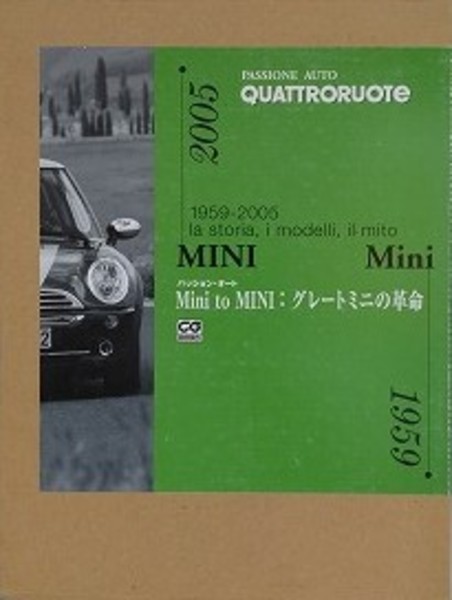 2005
PASSIONE AUTO
QUATTRORUOTE
1959-2005
la storia, i modelli, il mito
MINI Mini
パッション・オート
Mini to MINI：グレートミニの革命
CG
1959
2